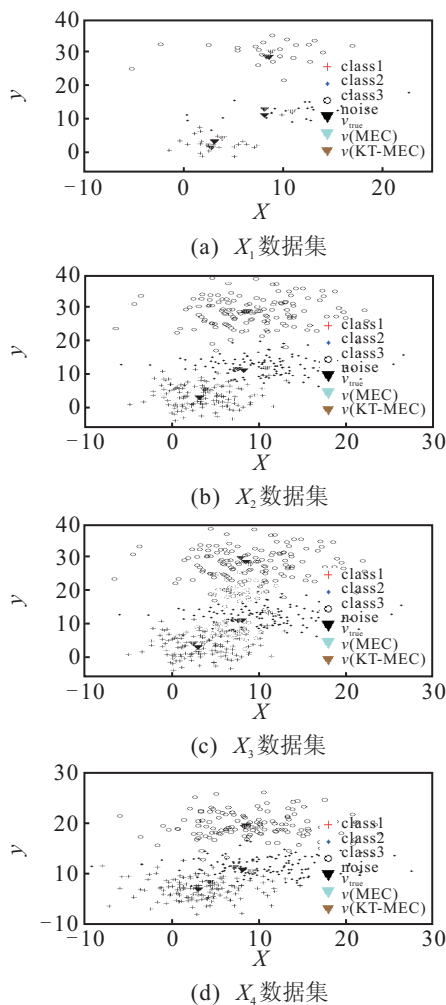 40
30
20
10
0
y
class1
class2
class3
noise
v_true
v(MEC)
v(KT-MEC)
−10 0 10 20
X
(a) X₁数据集
40
30
20
10
0
y
class1
class2
class3
noise
v_true
v(MEC)
v(KT-MEC)
−10 0 10 20 30
X
(b) X₂数据集
40
30
20
10
0
y
class1
class2
class3
noise
v_true
v(MEC)
v(KT-MEC)
−10 0 10 20 30
X
(c) X₃数据集
30
20
10
−10
y
class1
class2
class3
noise
v_true
v(MEC)
v(KT-MEC)
−10 0 10 20 30
X
(d) X₄数据集